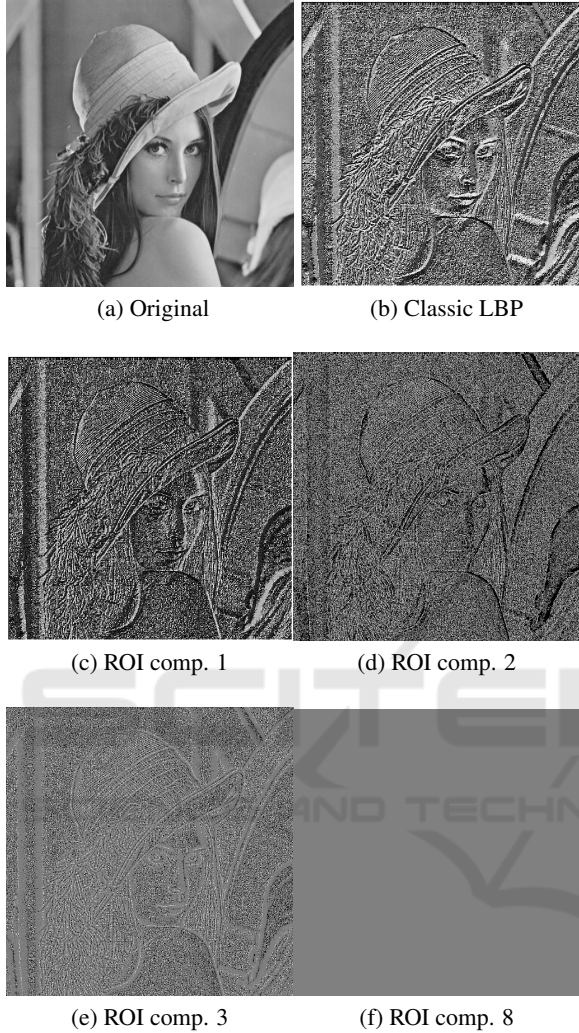 (a) Original
(b) Classic LBP
(c) ROI comp. 1
(d) ROI comp. 2
(e) ROI comp. 3
(f) ROI comp. 8